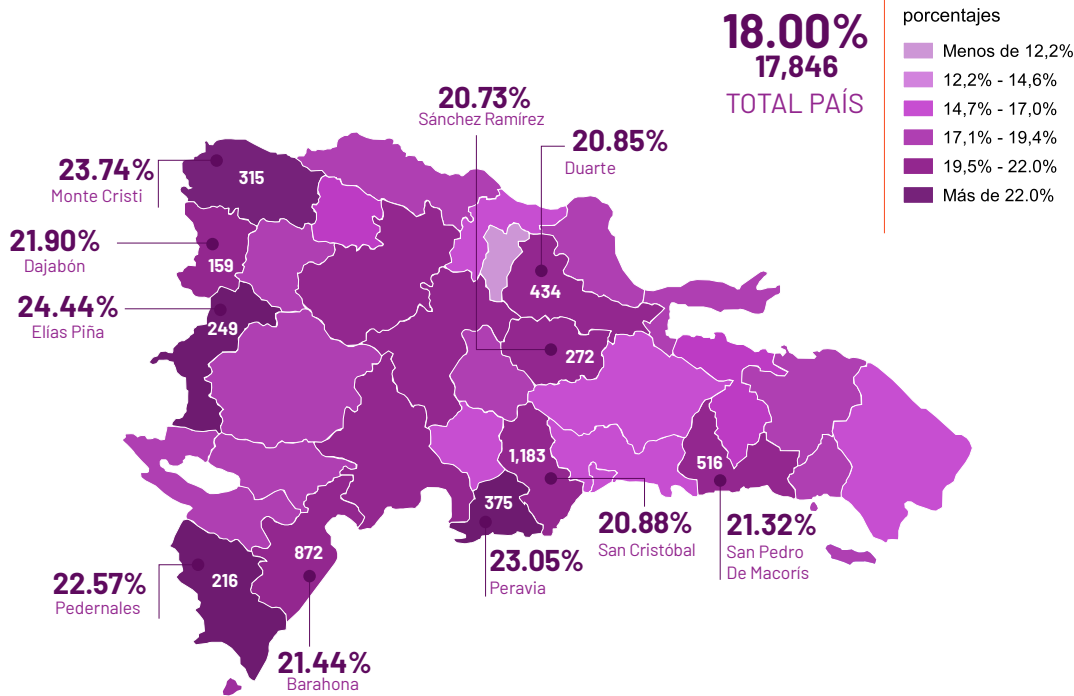 18.00%
17,846
TOTAL PAÍS
porcentajes
Menos de 12,2%
12,2% - 14,6%
14,7% - 17,0%
17,1% - 19,4%
19,5% - 22.0%
Más de 22.0%
20.73%
Sánchez Ramírez
20.85%
Duarte
23.74%
Monte Cristi
315
21.90%
Dajabón
159
24.44%
Elías Piña
249
434
272
1,183
516
375
20.88%
San Cristóbal
21.32%
San Pedro
De Macorís
23.05%
Peravia
872
216
22.57%
Pedernales
21.44%
Barahona